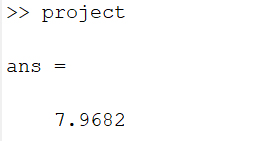 >> project
ans =
7.9682